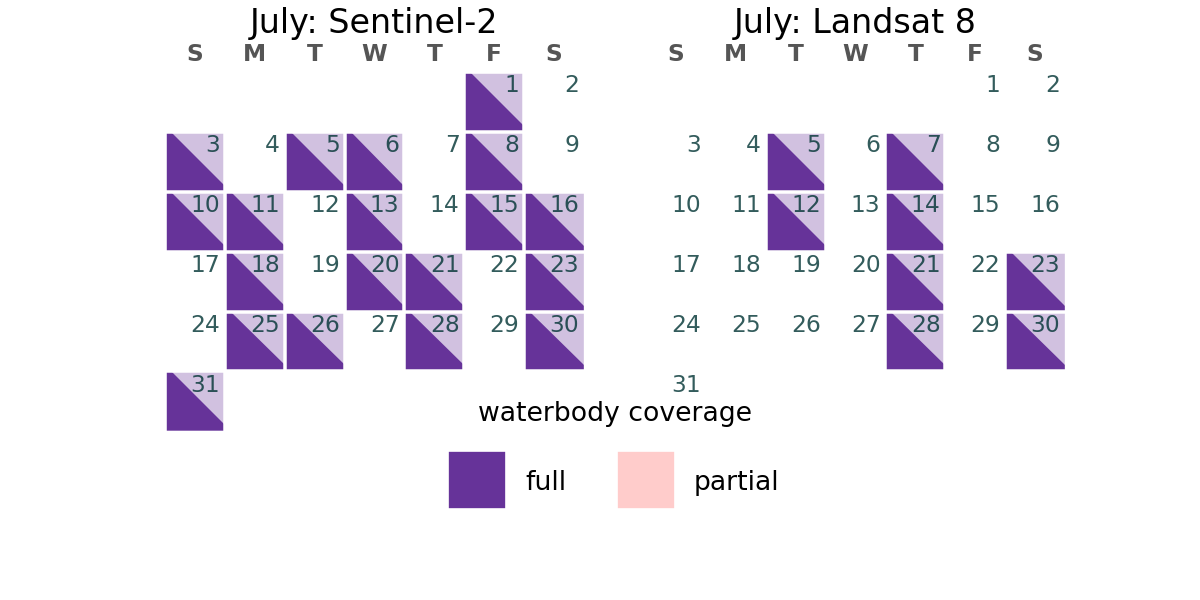 July: Sentinel-2 July: Landsat 8
S M T W T F S S M T W T F S
1 2 1 2
3 4 5 6 7 8 9 3 4 5 6 7 8 9
10 11 12 13 14 15 16 10 11 12 13 14 15 16
17 18 19 20 21 22 23 17 18 19 20 21 22 23
24 25 26 27 28 29 30 24 25 26 27 28 29 30
31 31
waterbody coverage
full partial